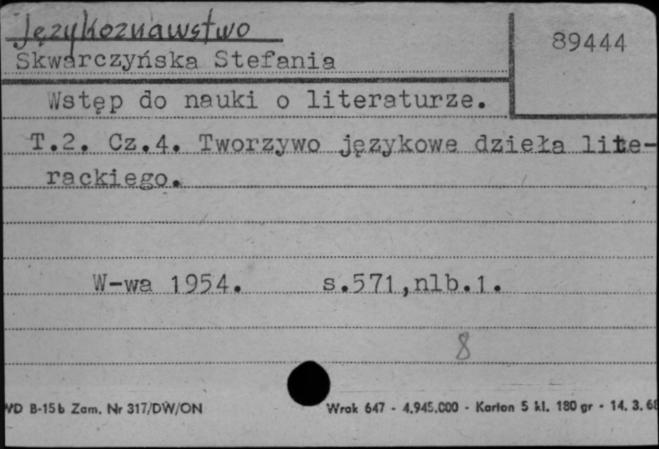 Językoznawstwo
89444
Skwarczyńska Stefania
Wstęp do nauki o literaturze.
T.2. Cz.4. Tworzywo językowe dzieła lite-
rackiego.
W-wa 1954. s.571,nlb.1.
8
WD B-15b Zam. Nr 317/DW/ON Wrak 647 - 4.945.000 - Karton 5 kl. 180 gr - 14. 3. 68